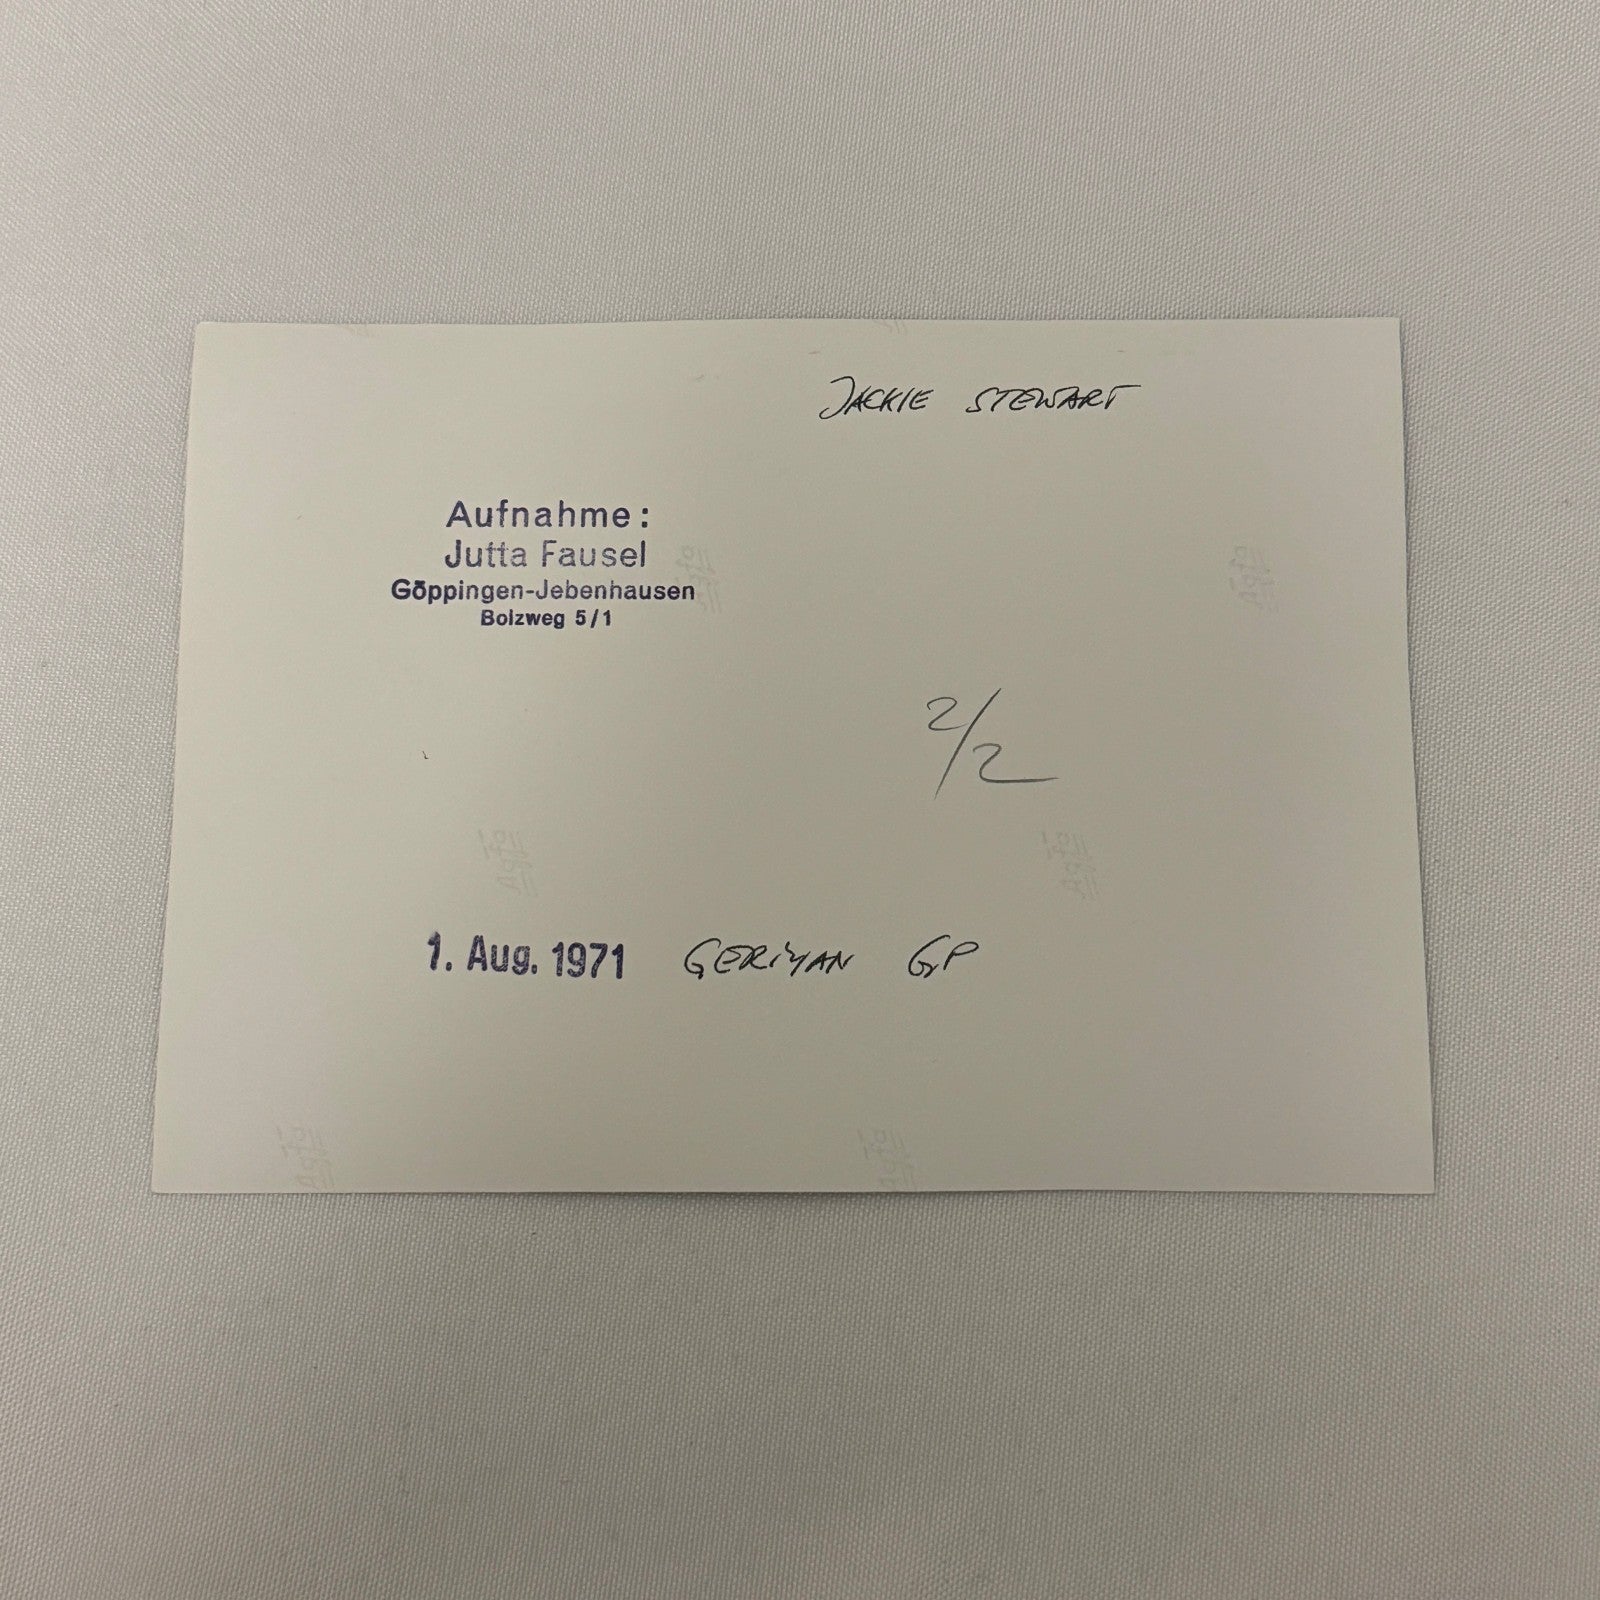 JACKIE STEWART
Aufnahme:
Jutta Fausel
Göppingen-Jebenhausen
Bolzweg 5/1
2/2
1. Aug. 1971 GERMAN GP